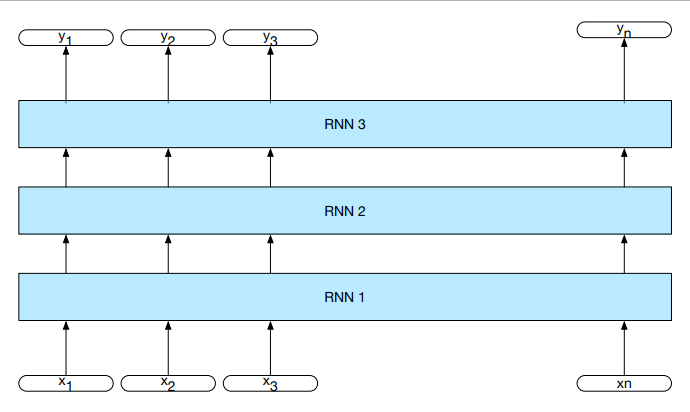 y1 y2 y3 yn
RNN 3
RNN 2
RNN 1
x1 x2 x3 xn